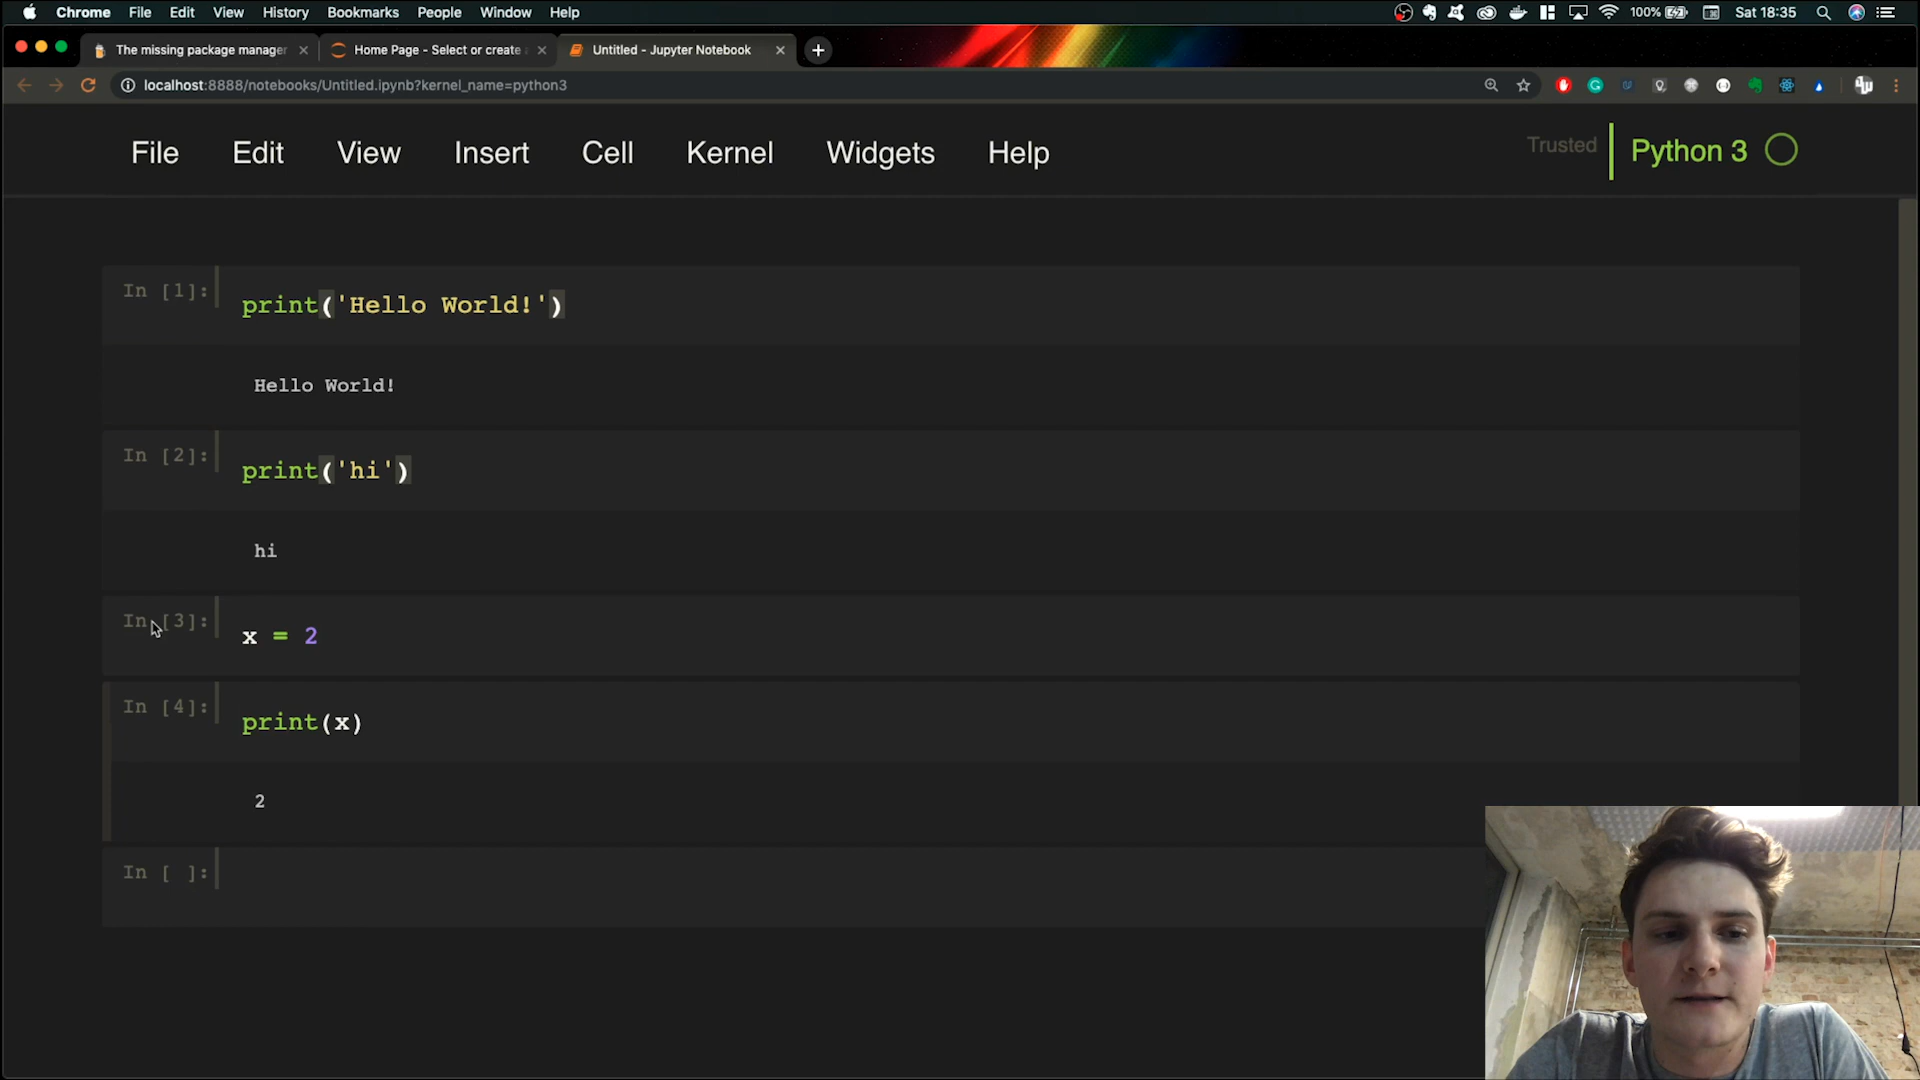 Chrome File Edit View History Bookmarks People Window Help 100% Sat 18:35
The missing package manager Home Page - Select or create Untitled - Jupyter Notebook
localhost:8888/notebooks/Untitled.ipynb?kernel_name=python3
File Edit View Insert Cell Kernel Widgets Help Trusted Python 3
In [1]: print('Hello World!')
Hello World!
In [2]: print('hi')
hi
In [3]: x = 2
In [4]: print(x)
2
In [ ]: